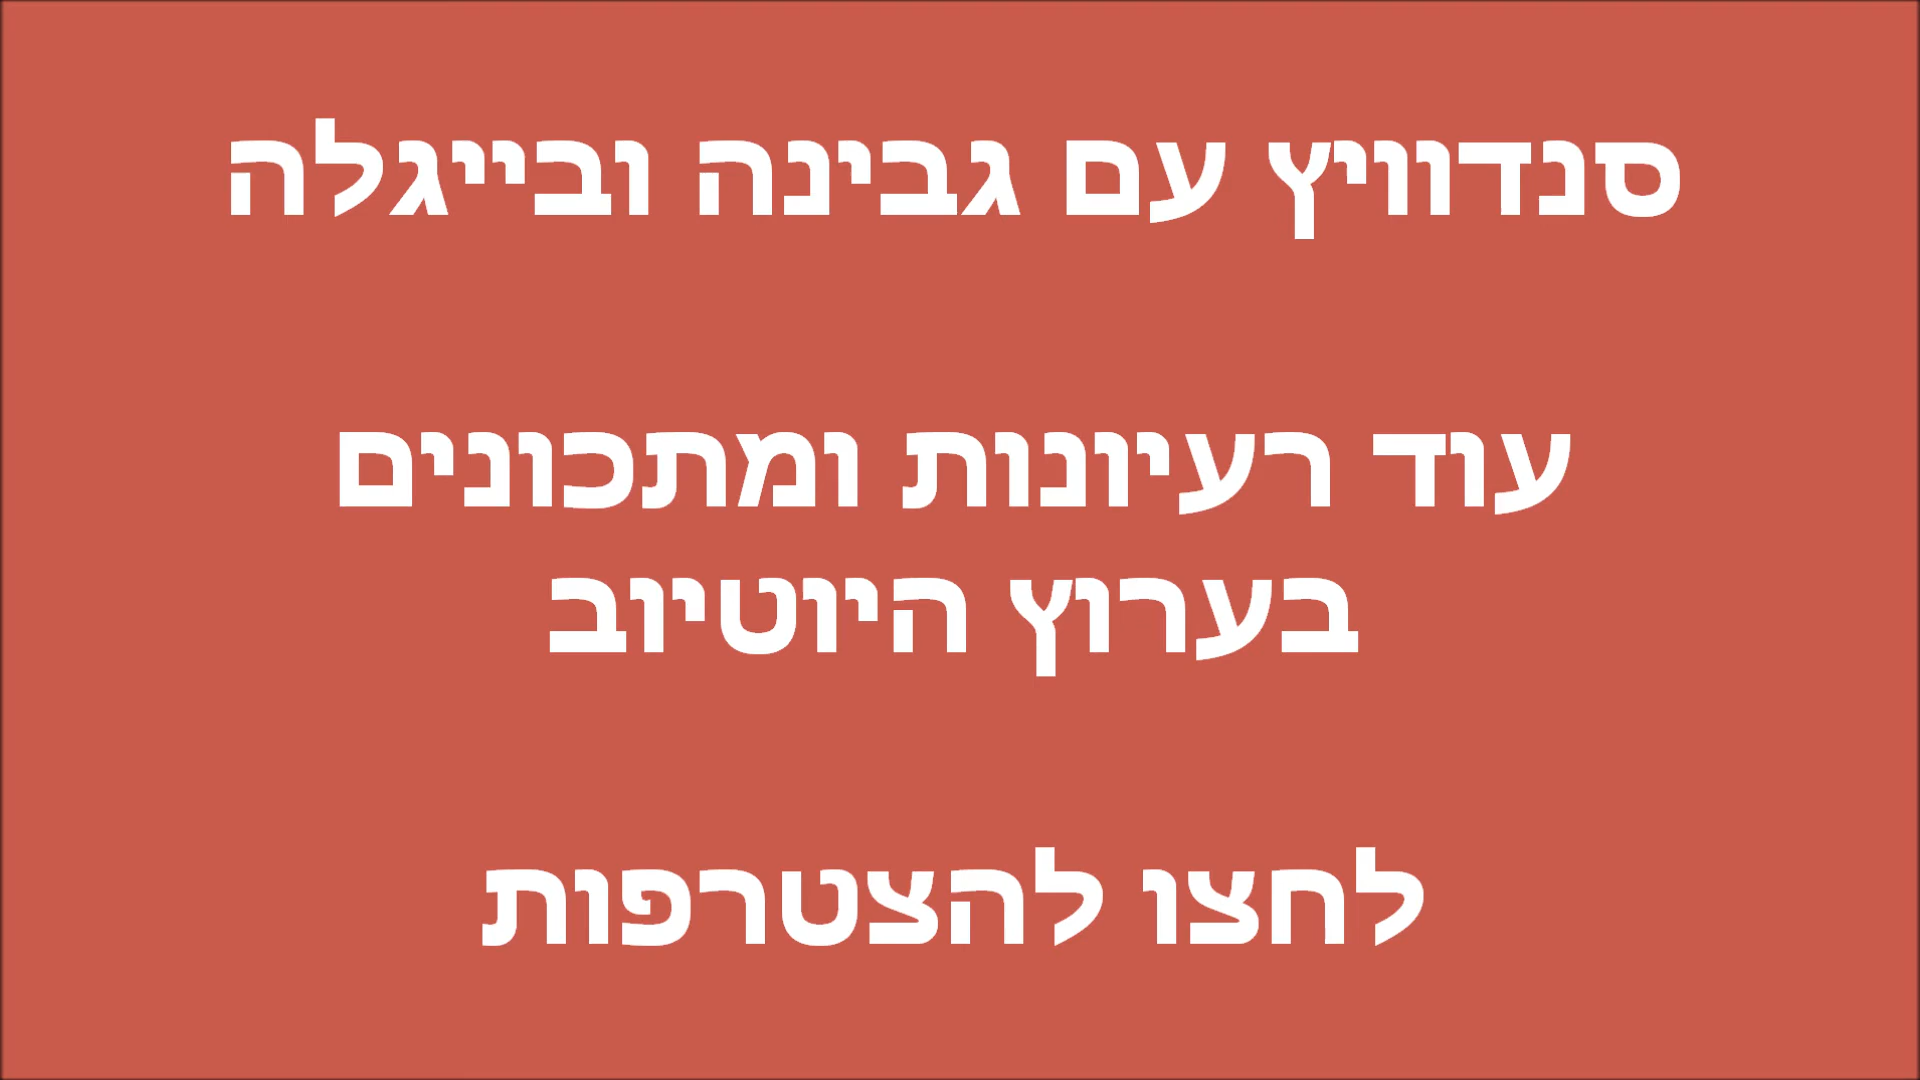 סנדוויץ עם גבינה ובייגלה
עוד רעיונות ומתכונים
בערוץ היוטיוב
לחצו להצטרפות